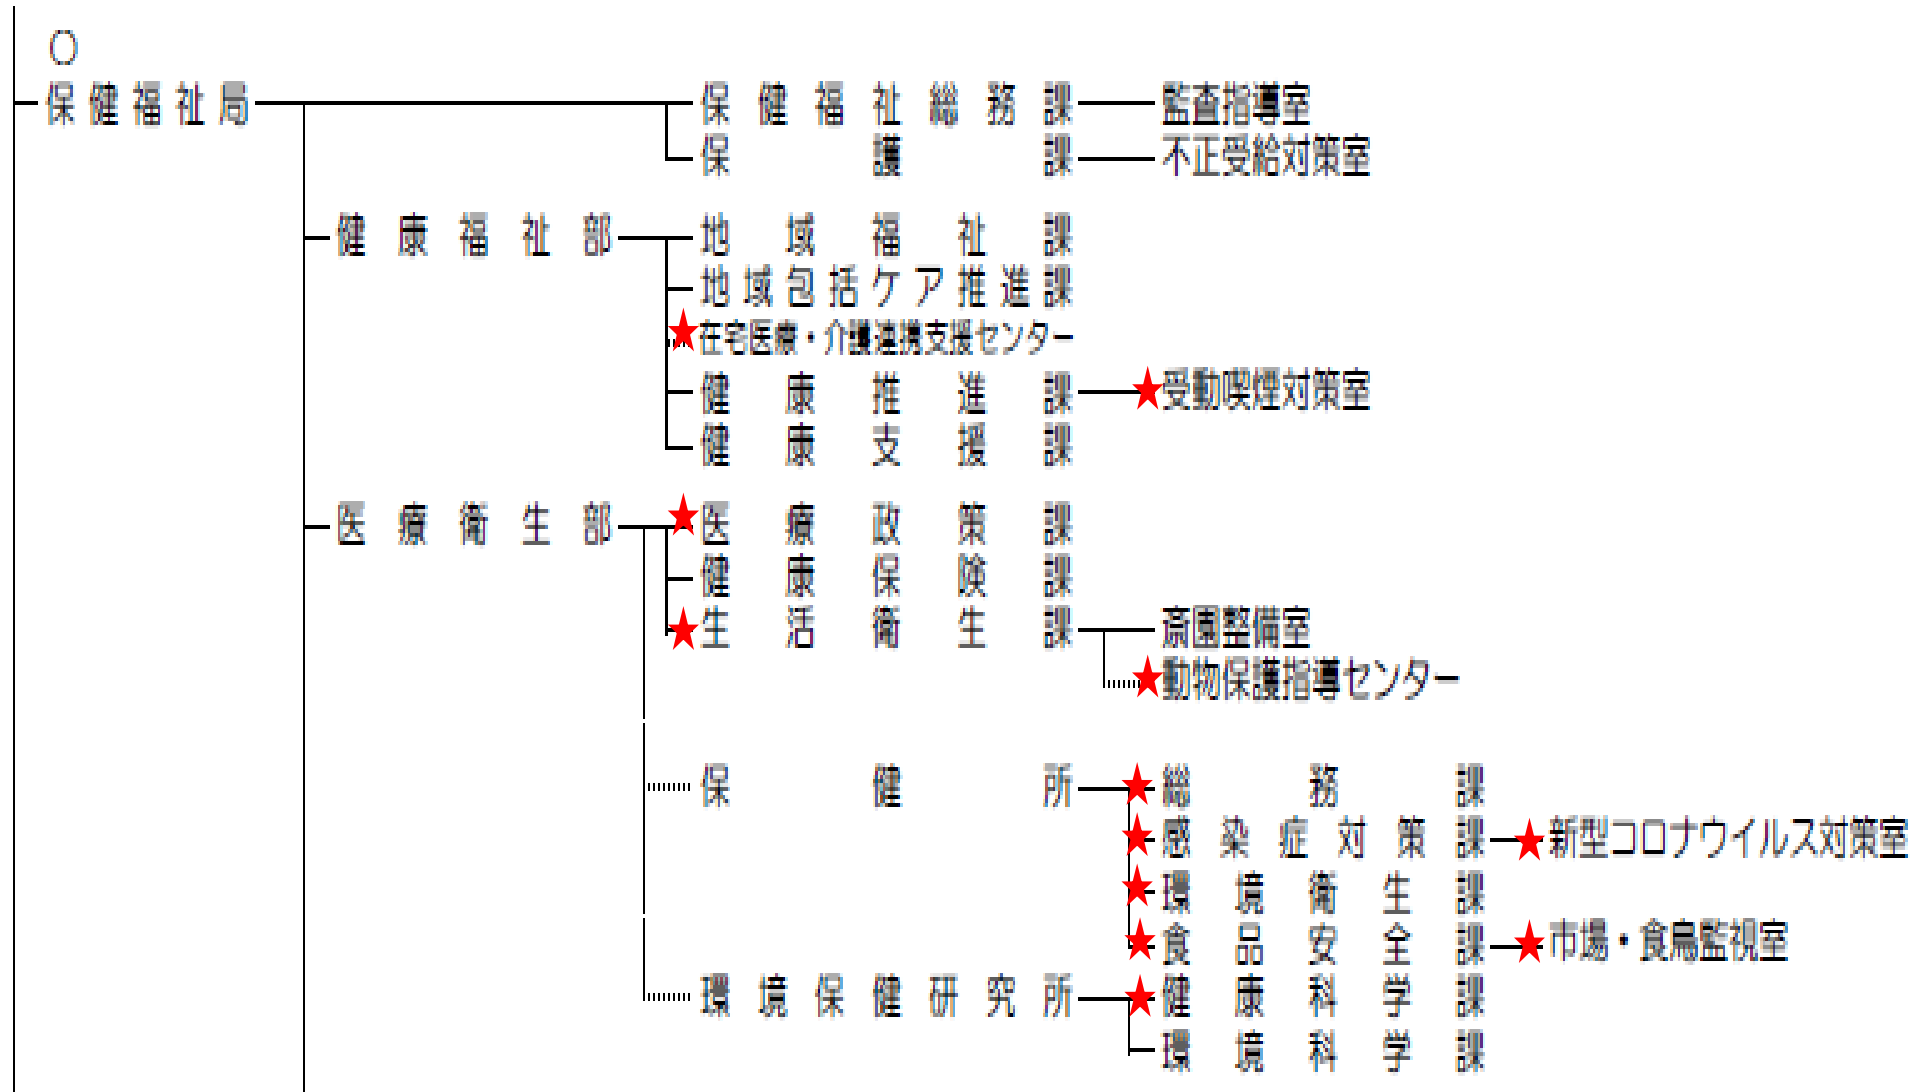 ○
保健福祉局 保健福祉総務課 監査指導室
保護課 不正受給対策室
健康福祉部 地域福祉課
地域包括ケア推進課
★在宅医療・介護連携支援センター
健康推進課 ★受動喫煙対策室
健康支援課
医療衛生部 ★医療政策課
健康保険課
★生活衛生課 斎園整備室
★動物保護指導センター
保健所 ★総務課
★感染症対策課 ★新型コロナウイルス対策室
★環境衛生課
★食品安全課 ★市場・食鳥監視室
環境保健研究所 ★健康科学課
環境科学課